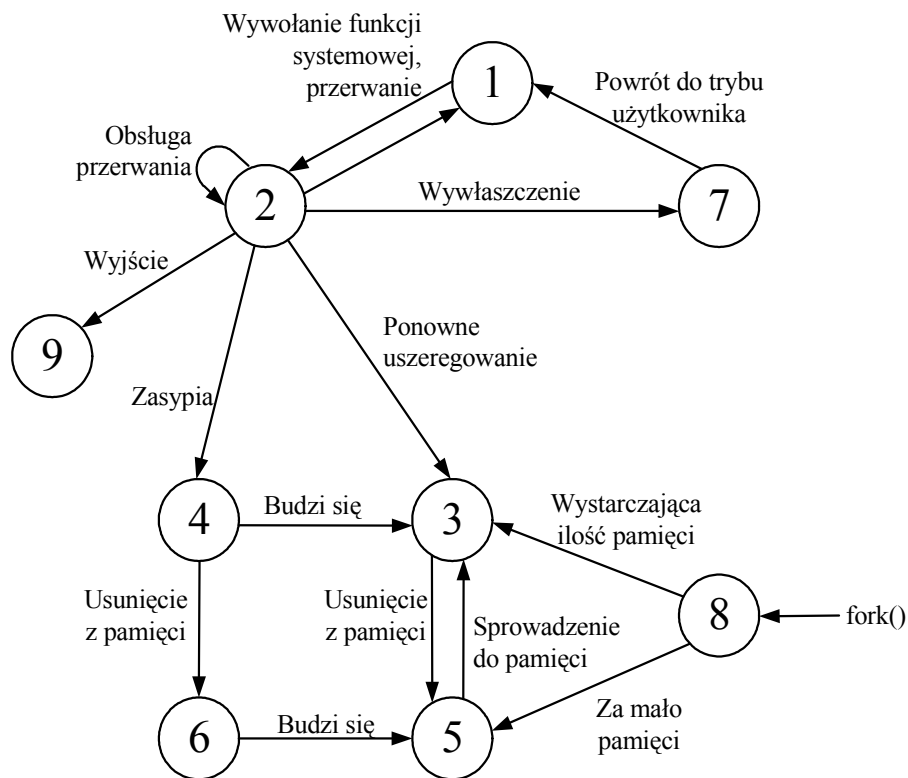 Wywołanie funkcji
systemowej,
przerwanie
1
Powrót do trybu
użytkownika
Obsługa
przerwania
2
Wywłaszczenie
7
Wyjście
9
Ponowne
uszeregowanie
Zasypia
4
Budzi się
3
Wystarczająca
ilość pamięci
Usunięcie
z pamięci
Usunięcie
z pamięci
Sprowadzenie
do pamięci
8
fork()
6
Budzi się
5
Za mało
pamięci